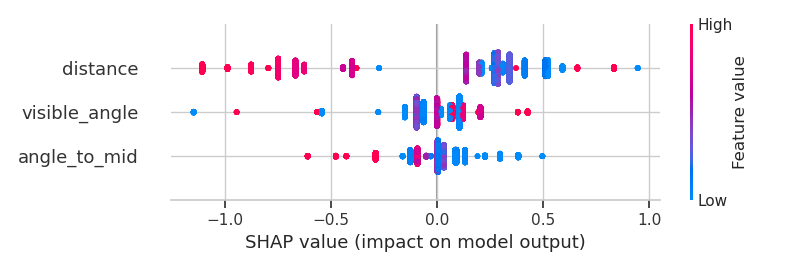 High
distance
visible_angle
angle_to_mid
Feature value
Low
−1.0 −0.5 0.0 0.5 1.0
SHAP value (impact on model output)